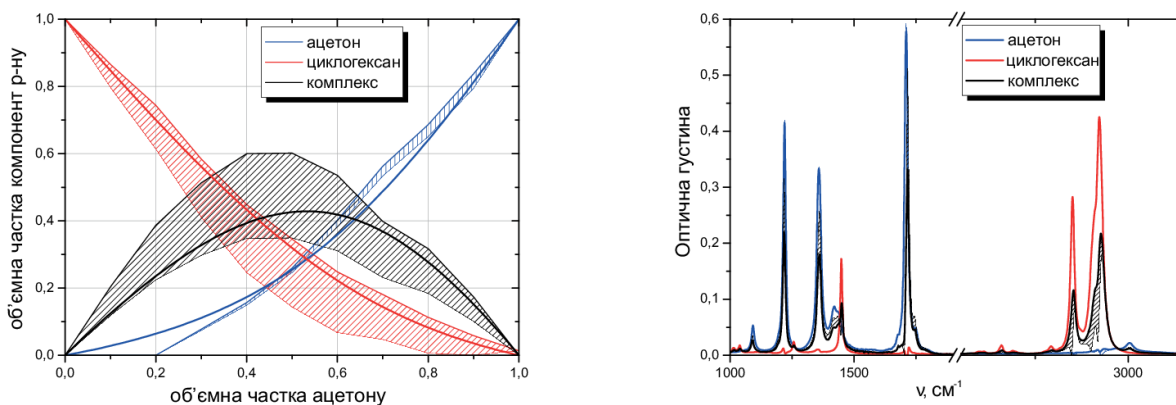 об’ємна частка компонент р-ну
1,0
0,8
0,6
0,4
0,2
0,0
ацетон
циклогексан
комплекс
0,0 0,2 0,4 0,6 0,8 1,0
об’ємна частка ацетону
Оптична густина
0,6
0,5
0,4
0,3
0,2
0,1
0,0
ацетон
циклогексан
комплекс
1000 1500 3000
ν, см-1